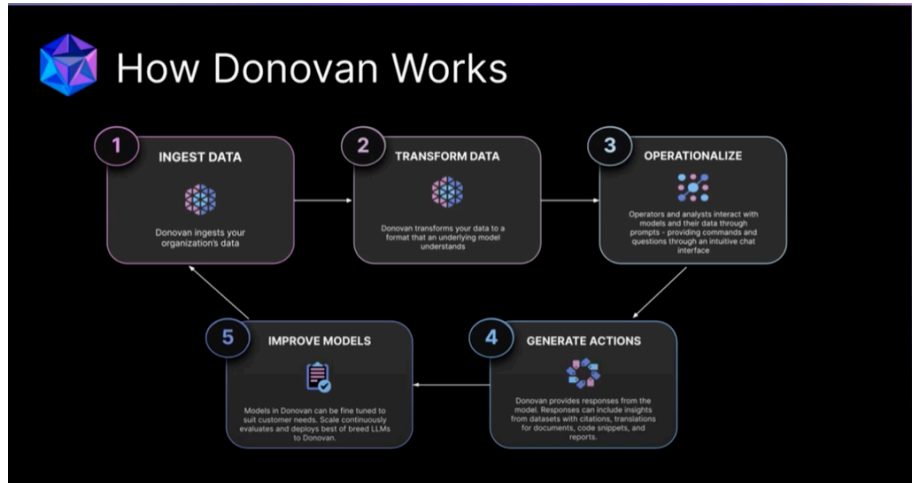 How Donovan Works
1
INGEST DATA
Donovan ingests your
organization's data
2
TRANSFORM DATA
Donovan transforms your data to a
format that an underlying model
understands
3
OPERATIONALIZE
Operators and analysts interact with
models and their data through
prompts - providing commands and
questions through an intuitive chat
interface
4
GENERATE ACTIONS
Donovan provides responses from the
model. Responses can include insights
from datasets with citations, translations
for documents, code snippets, and
reports.
5
IMPROVE MODELS
Models in Donovan can be fine tuned to
suit customer needs. Scale continuously
evaluates and deploys best of breed LLMs
to Donovan.